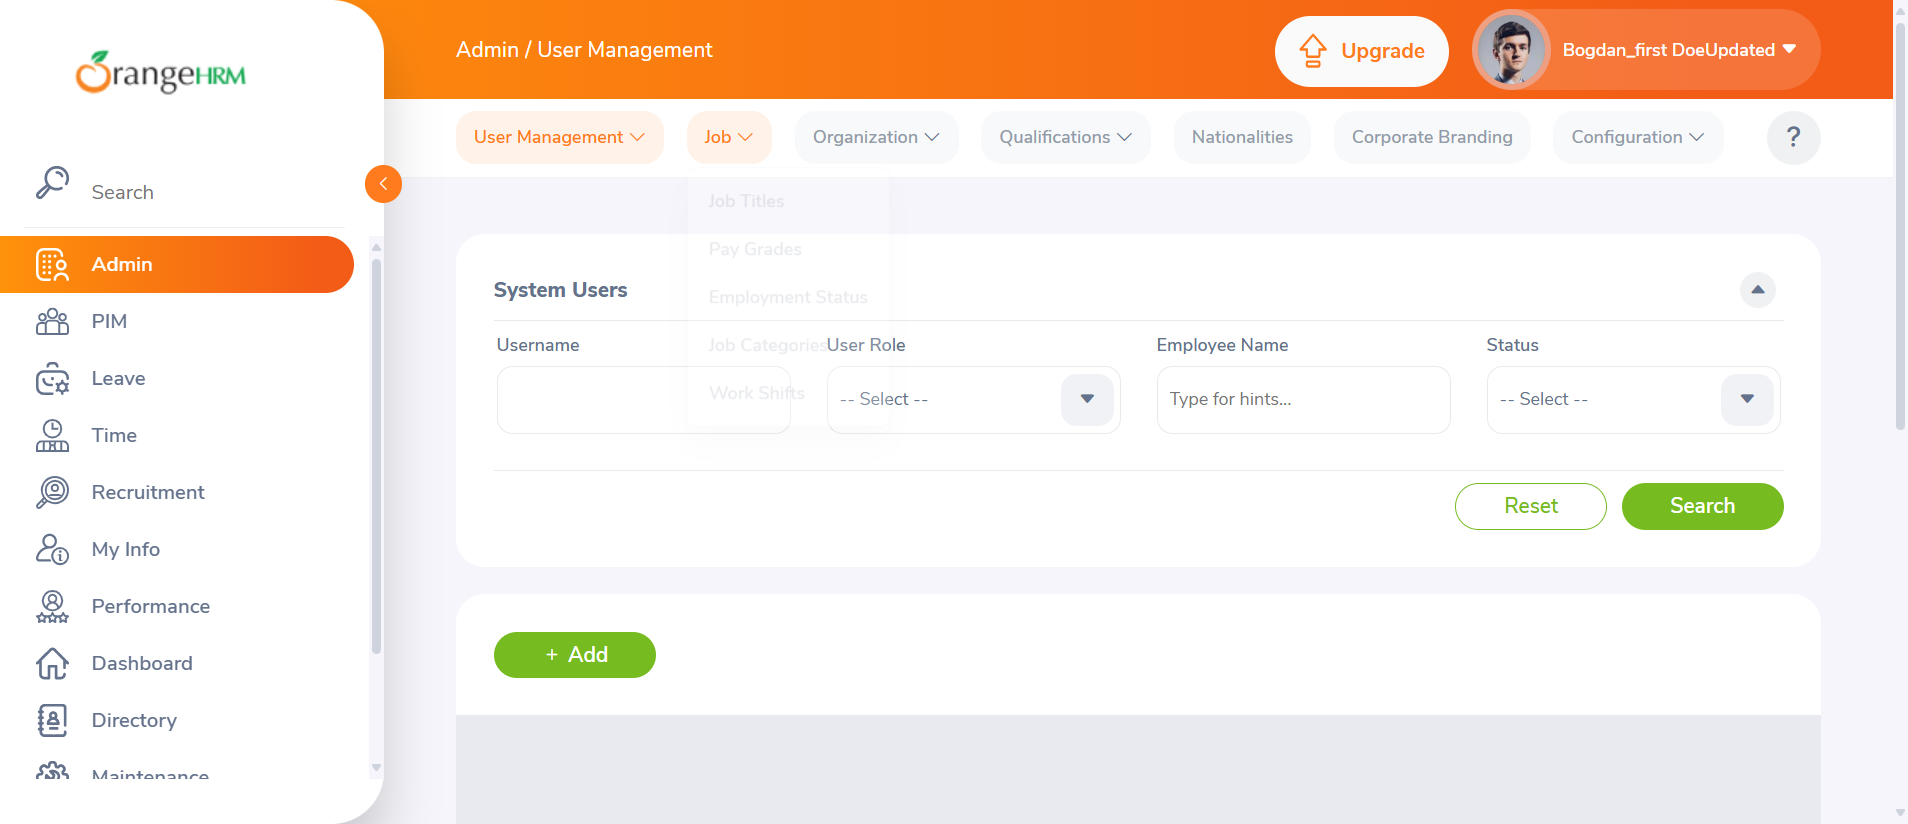 OrangeHRM
Admin / User Management
Upgrade
Bogdan_first DoeUpdated
User Management
Job
Organization
Qualifications
Nationalities
Corporate Branding
Configuration
?
Search
Admin
PIM
Leave
Time
Recruitment
My Info
Performance
Dashboard
Directory
Maintenance
Job Titles
Pay Grades
Employment Status
Job Categories
Work Shifts
System Users
Username
User Role
Employee Name
Status
-- Select --
Type for hints...
-- Select --
Reset
Search
+ Add